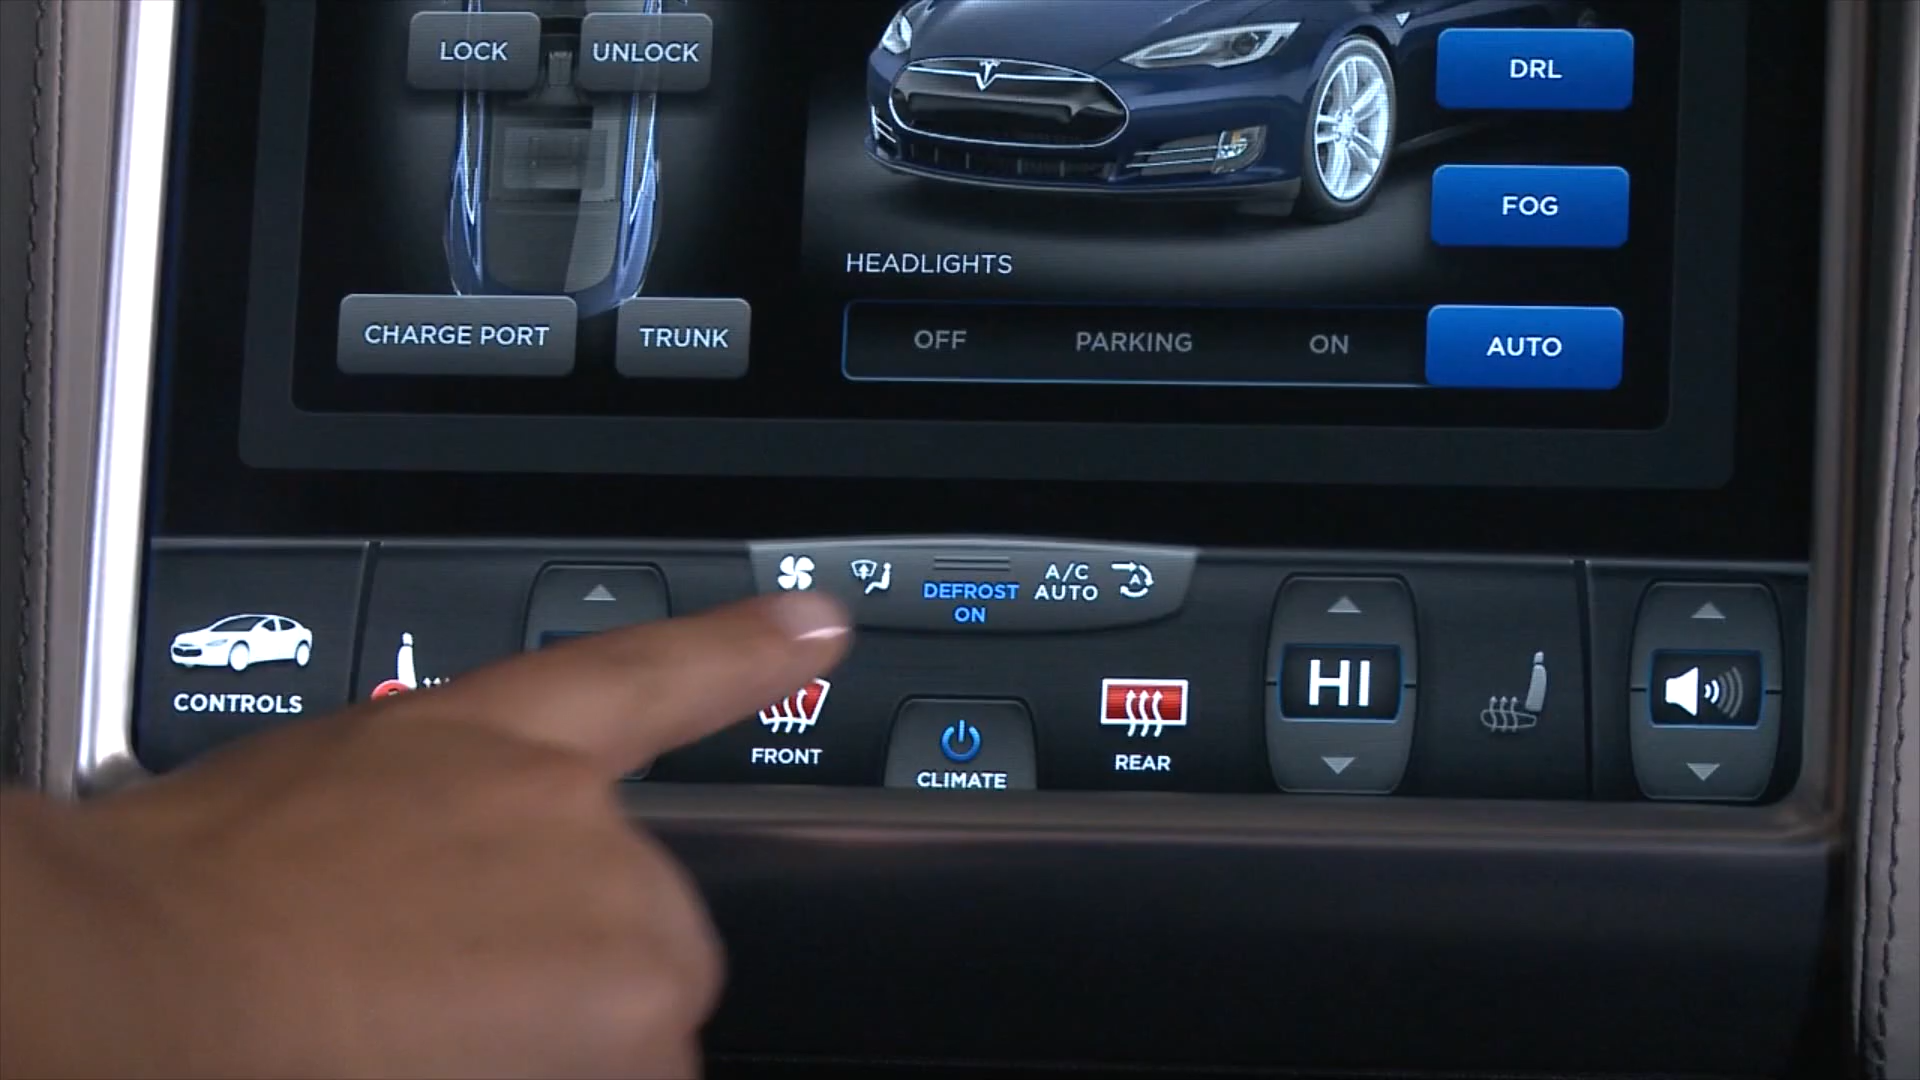 LOCK
UNLOCK
CHARGE PORT
TRUNK
DRL
FOG
HEADLIGHTS
OFF
PARKING
ON
AUTO
CONTROLS
DEFROST
ON
A/C
AUTO
A
FRONT
CLIMATE
REAR
HI